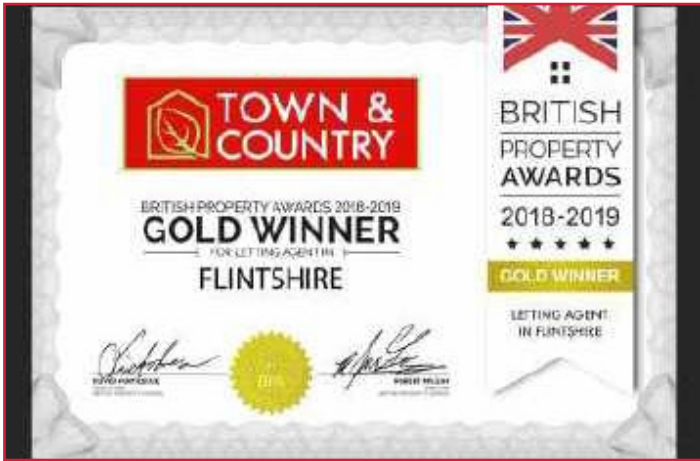 TOWN &
COUNTRY
BRITISH PROPERTY AWARDS 2018-2019
GOLD WINNER
FOR LETTING AGENT IN
FLINTSHIRE
BRITISH
PROPERTY
AWARDS
2018-2019
★★★★★
GOLD WINNER
LETTING AGENT
IN FLINTSHIRE